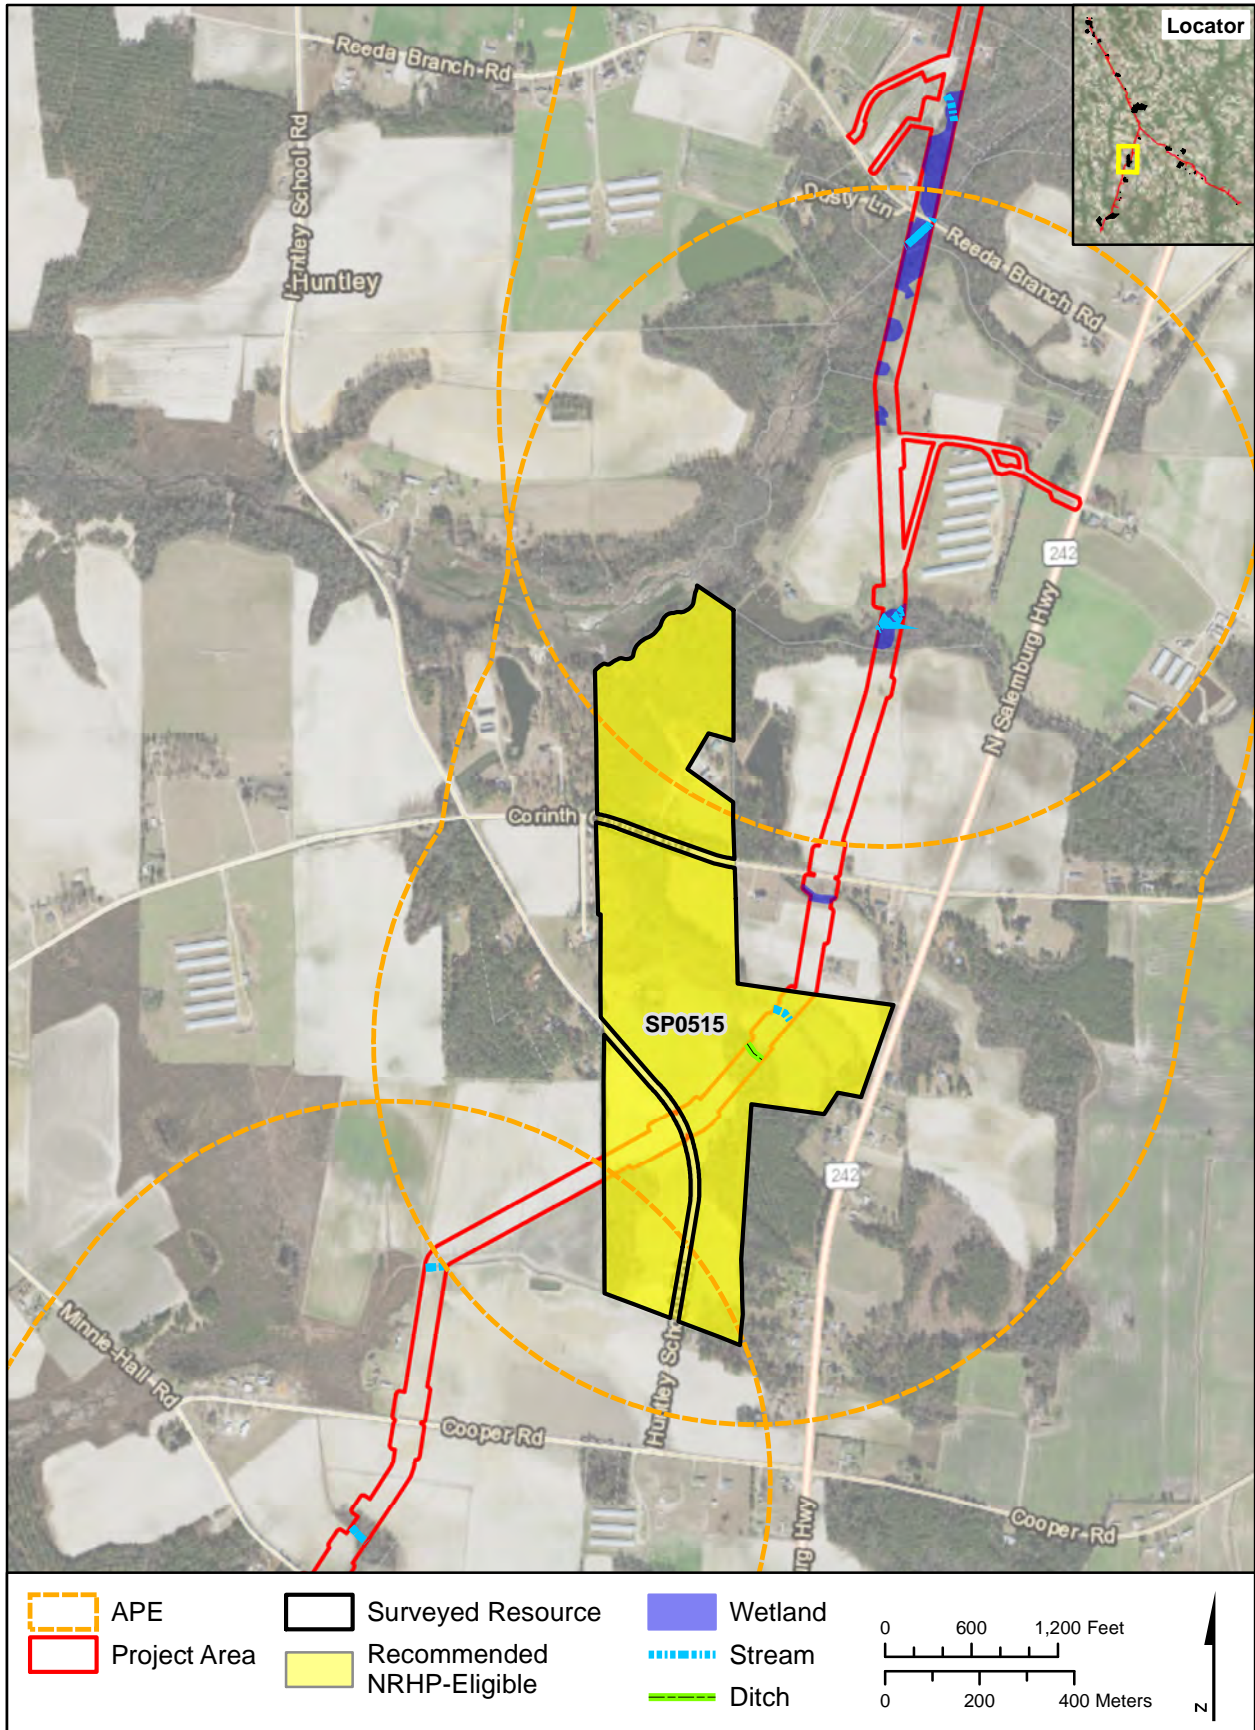 Locator
Reeda Branch Rd
Huntley School Rd
Huntley
Dusty Ln
Reeda Branch Rd
242
N Salemburg Hwy
Corinth
SP0515
242
Minnie Hall Rd
Cooper Rd
Huntley Sch
Cooper Rd
urg Hwy
APE
Project Area
Surveyed Resource
Recommended
NRHP-Eligible
Wetland
Stream
Ditch
0 600 1,200 Feet
0 200 400 Meters
N